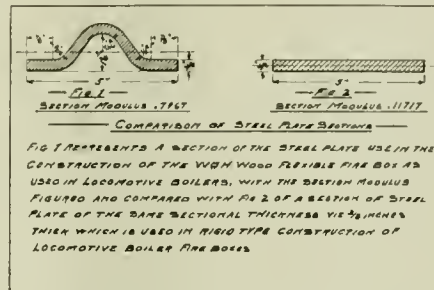 5"
5"
Fig 1
Fig 2
SECTION MODULUS .7967
SECTION MODULUS .11717
COMPARISON OF STEEL PLATE SECTIONS
FIG 1 REPRESENTS A SECTION OF THE STEEL PLATE USE IN THE
CONSTRUCTION OF THE WOOD FLEXIBLE FIRE BOX AS
USED IN LOCOMOTIVE BOILERS, WITH THE SECTION MODULUS
FIGURED AND COMPARED WITH FIG 2 OF A SECTION OF STEEL
PLATE OF THE SAME SECTIONAL THICKNESS VIZ 3/8 INCHES
THICK WHICH IS USED IN RIGID TYPE CONSTRUCTION OF
LOCOMOTIVE BOILER FIRE BOXES